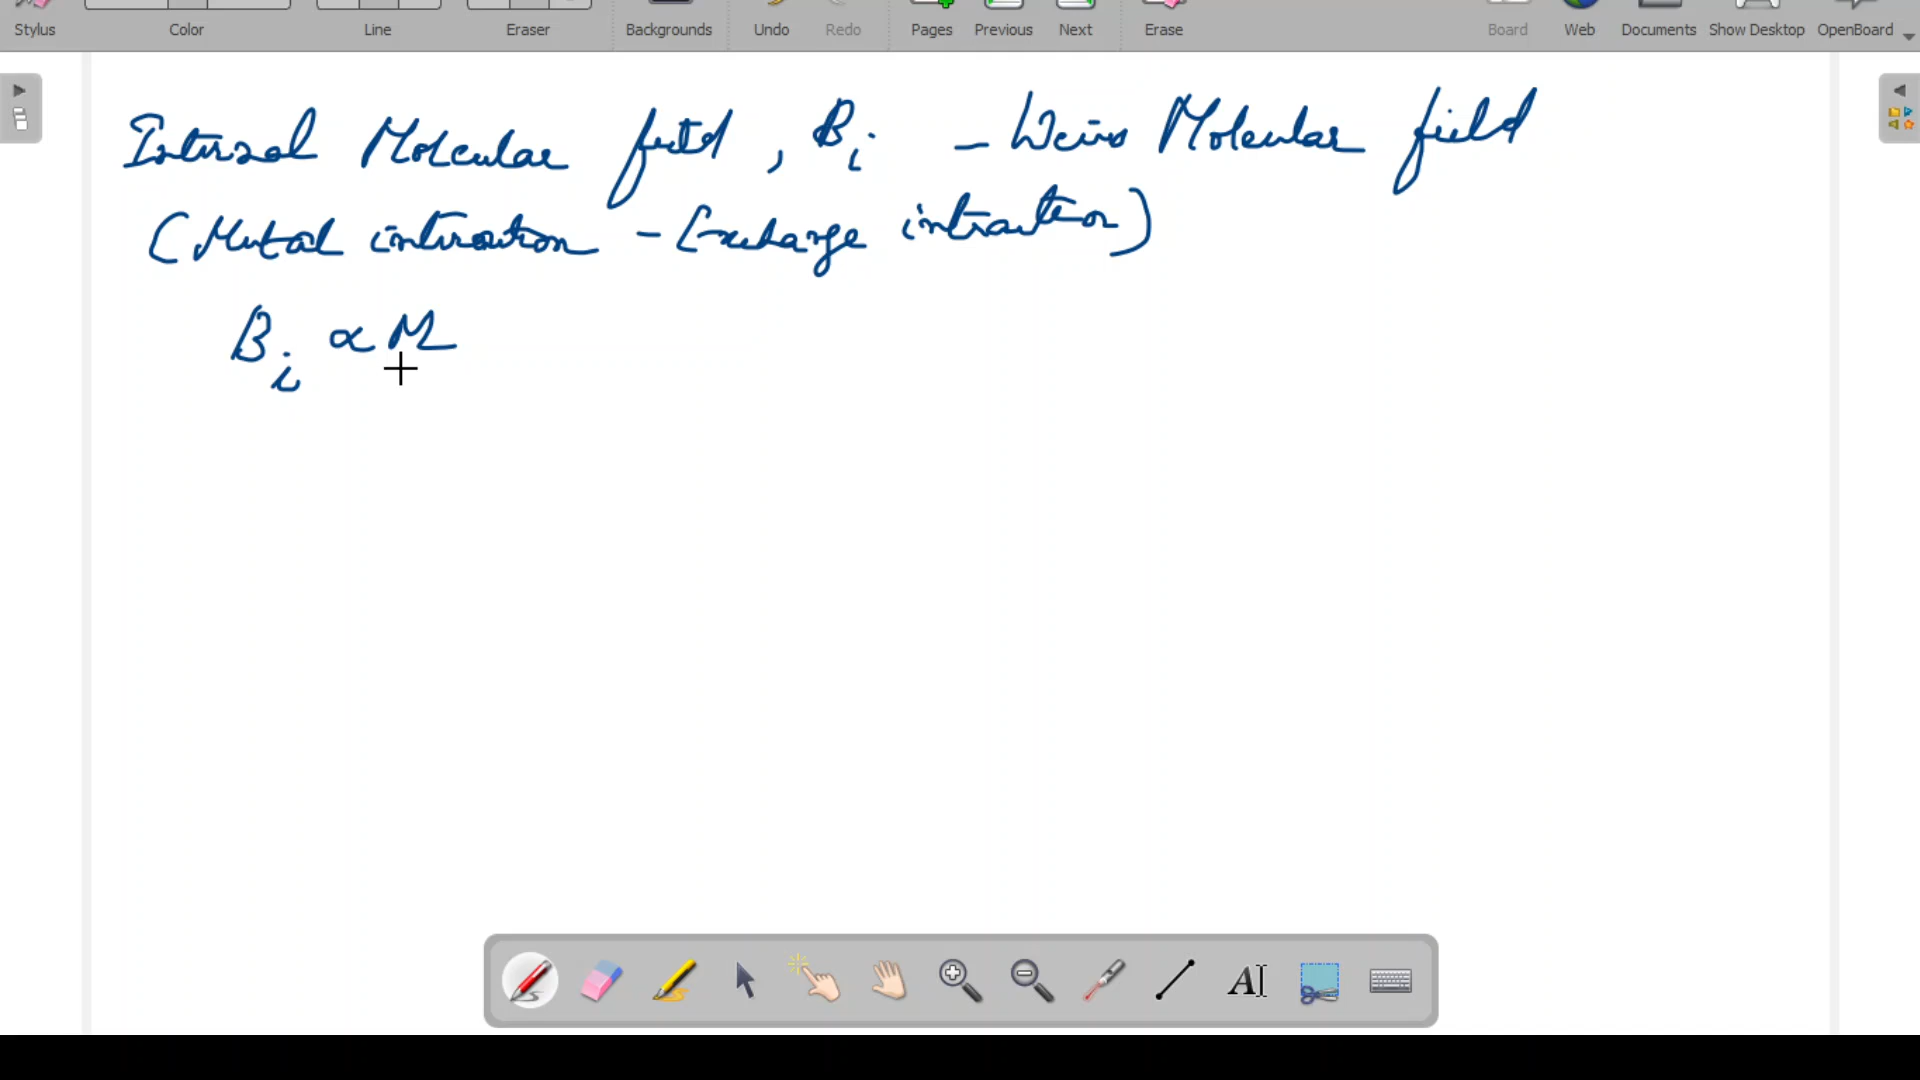 Stylus Color Line Eraser Backgrounds Undo Redo Pages Previous Next Erase Board Web Documents Show Desktop OpenBoard
Internal Molecular field, Bi - Weiss Molecular field
(Mutal interaction - Exchange interaction)
Bi ∝ M